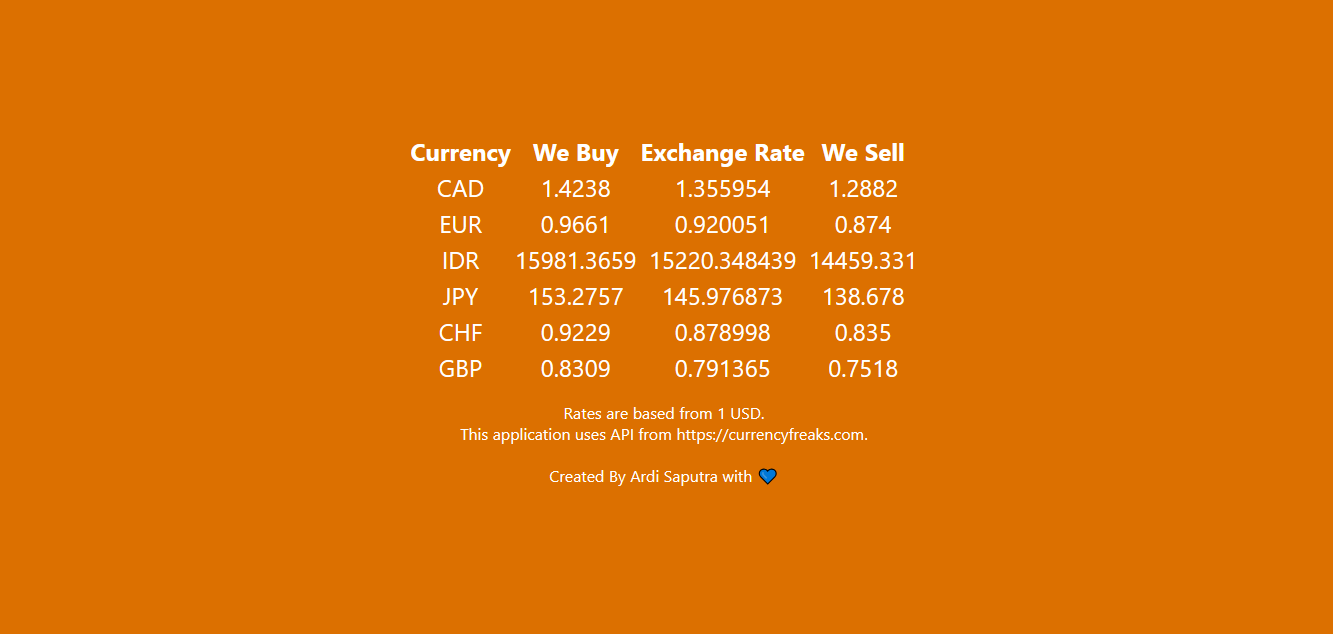 Currency We Buy Exchange Rate We Sell
CAD 1.4238 1.355954 1.2882
EUR 0.9661 0.920051 0.874
IDR 15981.3659 15220.348439 14459.331
JPY 153.2757 145.976873 138.678
CHF 0.9229 0.878998 0.835
GBP 0.8309 0.791365 0.7518
Rates are based from 1 USD.
This application uses API from https://currencyfreaks.com.
Created By Ardi Saputra with 💙